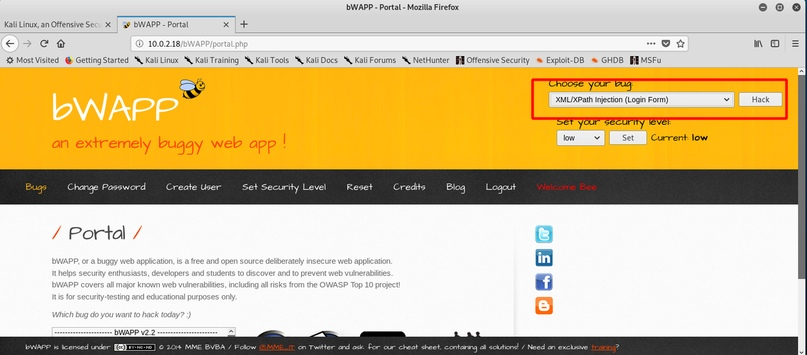 bWAPP - Portal - Mozilla Firefox
Kali Linux, an Offensive Secu
bWAPP - Portal
10.0.2.18/bWAPP/portal.php
Most Visited Getting Started Kali Linux Kali Training Kali Tools Kali Docs Kali Forums NetHunter Offensive Security Exploit-DB GHDB MSFu
bWAPP
an extremely buggy web app !
Choose your bug:
XML/XPath Injection (Login Form) Hack
Set your security level:
low Set Current: low
Bugs Change Password Create User Set Security Level Reset Credits Blog Logout Welcome Bee
/ Portal /
bWAPP, or a buggy web application, is a free and open source deliberately insecure web application.
It helps security enthusiasts, developers and students to discover and to prevent web vulnerabilities.
bWAPP covers all major known web vulnerabilities, including all risks from the OWASP Top 10 project!
It is for security-testing and educational purposes only.
Which bug do you want to hack today? :)
---------------------- bWAPP v2.2 ----------------------
bWAPP is licensed under © 2014 MME BVBA / Follow @MME_IT on Twitter and ask for our cheat sheet, containing all solutions! / Need an exclusive training?